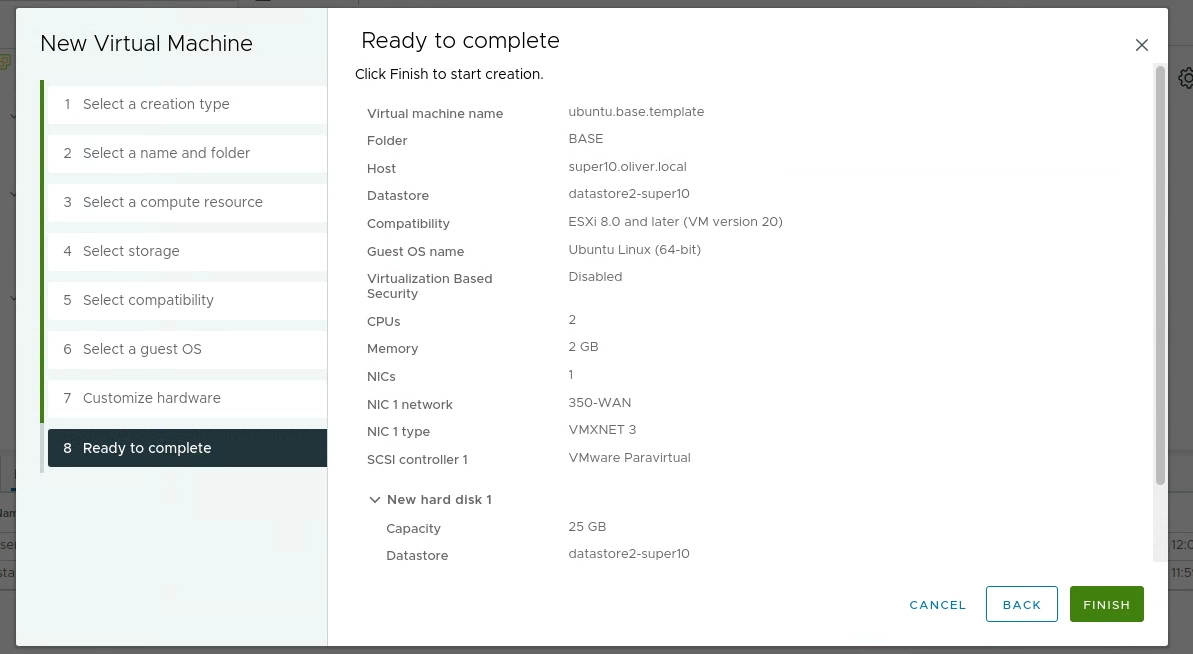 New Virtual Machine
1 Select a creation type
2 Select a name and folder
3 Select a compute resource
4 Select storage
5 Select compatibility
6 Select a guest OS
7 Customize hardware
8 Ready to complete
Ready to complete
Click Finish to start creation.
Virtual machine name ubuntu.base.template
Folder BASE
Host super10.oliver.local
Datastore datastore2-super10
Compatibility ESXi 8.0 and later (VM version 20)
Guest OS name Ubuntu Linux (64-bit)
Virtualization Based Disabled
Security
CPUs 2
Memory 2 GB
NICs 1
NIC 1 network 350-WAN
NIC 1 type VMXNET 3
SCSI controller 1 VMware Paravirtual
New hard disk 1
Capacity 25 GB
Datastore datastore2-super10
CANCEL BACK FINISH